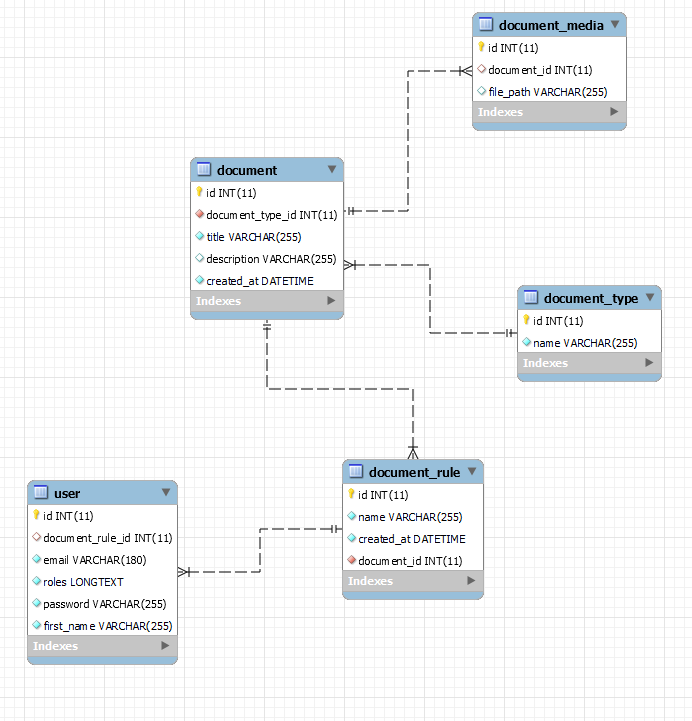 document_media
id INT(11)
document_id INT(11)
file_path VARCHAR(255)
Indexes
document
id INT(11)
document_type_id INT(11)
title VARCHAR(255)
description VARCHAR(255)
created_at DATETIME
Indexes
document_type
id INT(11)
name VARCHAR(255)
Indexes
document_rule
id INT(11)
name VARCHAR(255)
created_at DATETIME
document_id INT(11)
Indexes
user
id INT(11)
document_rule_id INT(11)
email VARCHAR(180)
roles LONGTEXT
password VARCHAR(255)
first_name VARCHAR(255)
Indexes